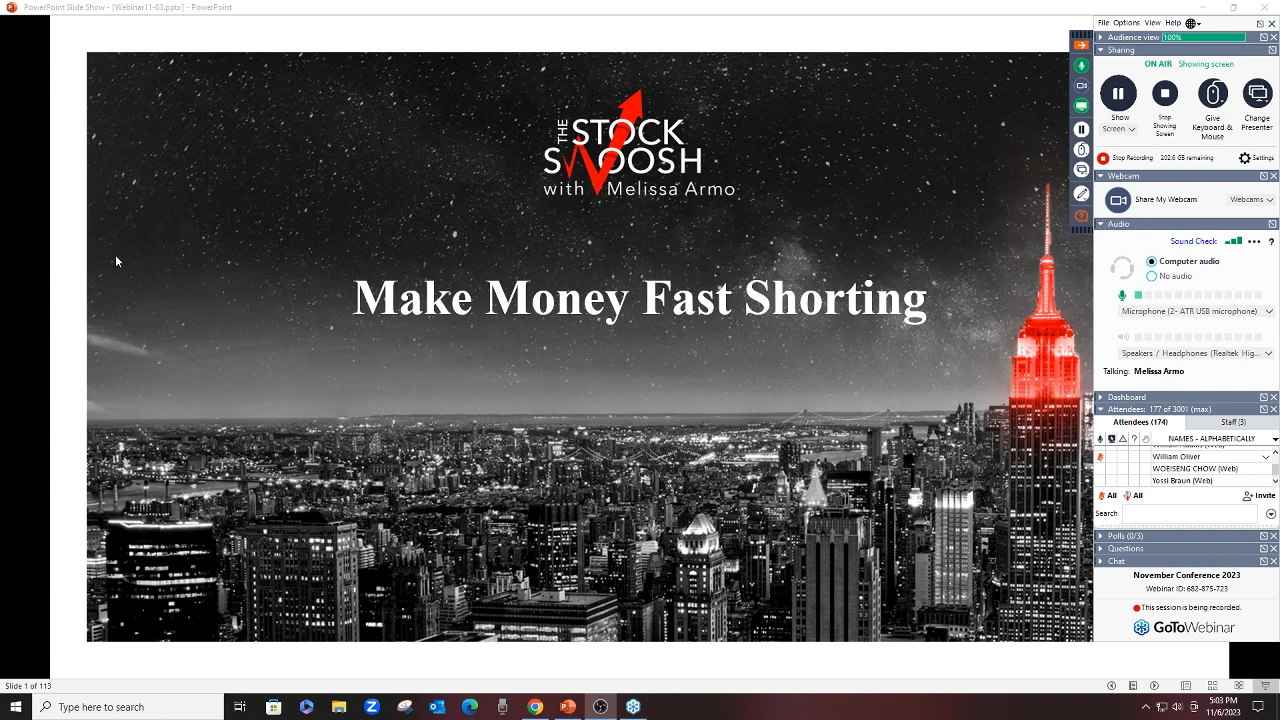 PowerPoint Slide Show - [Webinar11-03.pptx] - PowerPoint
File Options View Help
Audience view 100%
Sharing
ON AIR Showing screen
THE STOCK
SWOOSH
with Melissa Armo
Make Money Fast Shorting
Show
Screen
Stop
Showing
Screen
Give
Keyboard &
Mouse
Change
Presenter
Stop Recording 202.6 GB remaining Settings
Webcam
Share My Webcam Webcams
Audio
Sound Check ?
Computer audio
No audio
Microphone (2- ATR USB microphone)
Speakers / Headphones (Realtek Hig...
Talking: Melissa Armo
Dashboard
Attendees: 177 of 3001 (max)
Attendees (174) Staff (3)
NAMES - ALPHABETICALLY
William Oliver
WOEISENG CHOW (Web)
Yossi Braun (Web)
All All Invite
Search
Polls (0/3)
Questions
Chat
November Conference 2023
Webinar ID: 682-875-723
This session is being recorded.
GoToWebinar
Slide 1 of 113
Type here to search
5:03 PM
11/6/2023